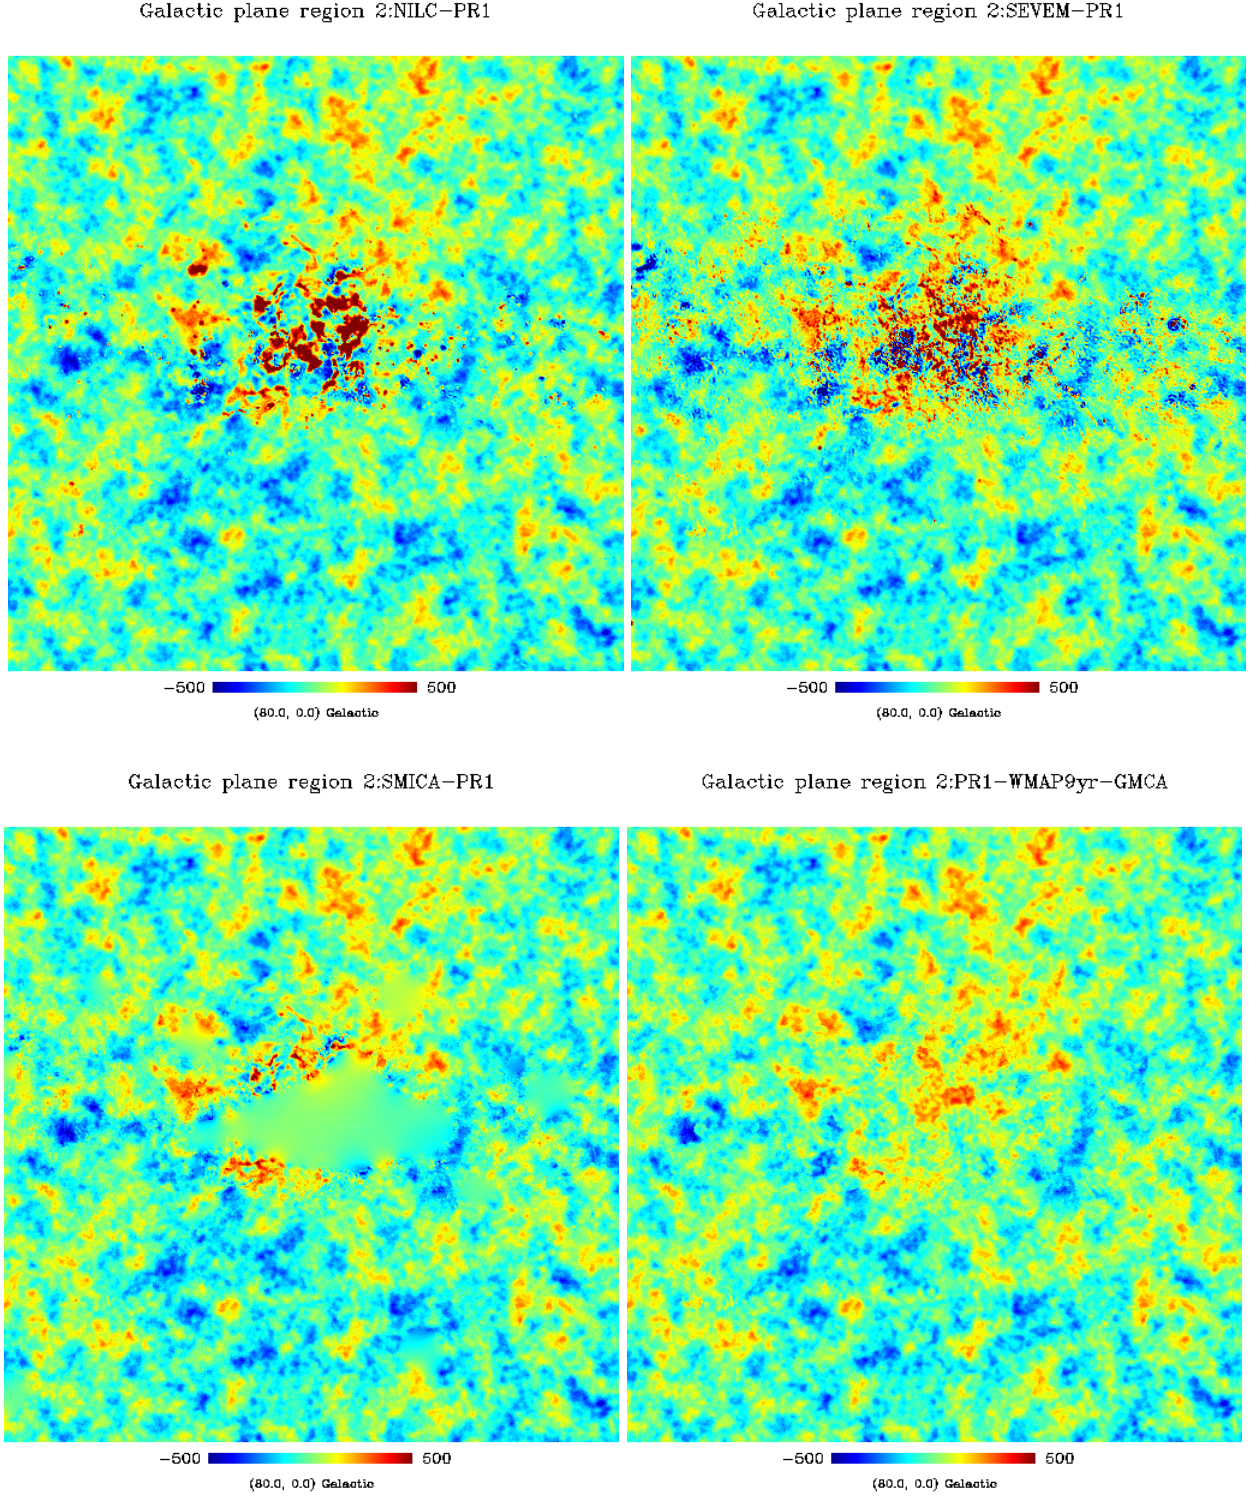 Galactic plane region 2:NILC-PR1
Galactic plane region 2:SEVEM-PR1
-500 500
(80.0, 0.0) Galactic
-500 500
(80.0, 0.0) Galactic
Galactic plane region 2:SMICA-PR1
Galactic plane region 2:PR1-WMAP9yr-GMCA
-500 500
(80.0, 0.0) Galactic
-500 500
(80.0, 0.0) Galactic